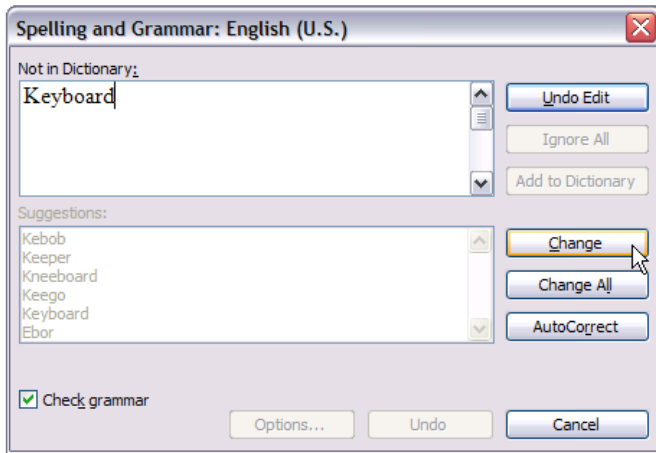 Spelling and Grammar: English (U.S.)
Not in Dictionary:
Keyboard
Undo Edit
Ignore All
Add to Dictionary
Suggestions:
Kebob
Keeper
Kneeboard
Keego
Keyboard
Ebor
Change
Change All
AutoCorrect
Check grammar
Options...
Undo
Cancel